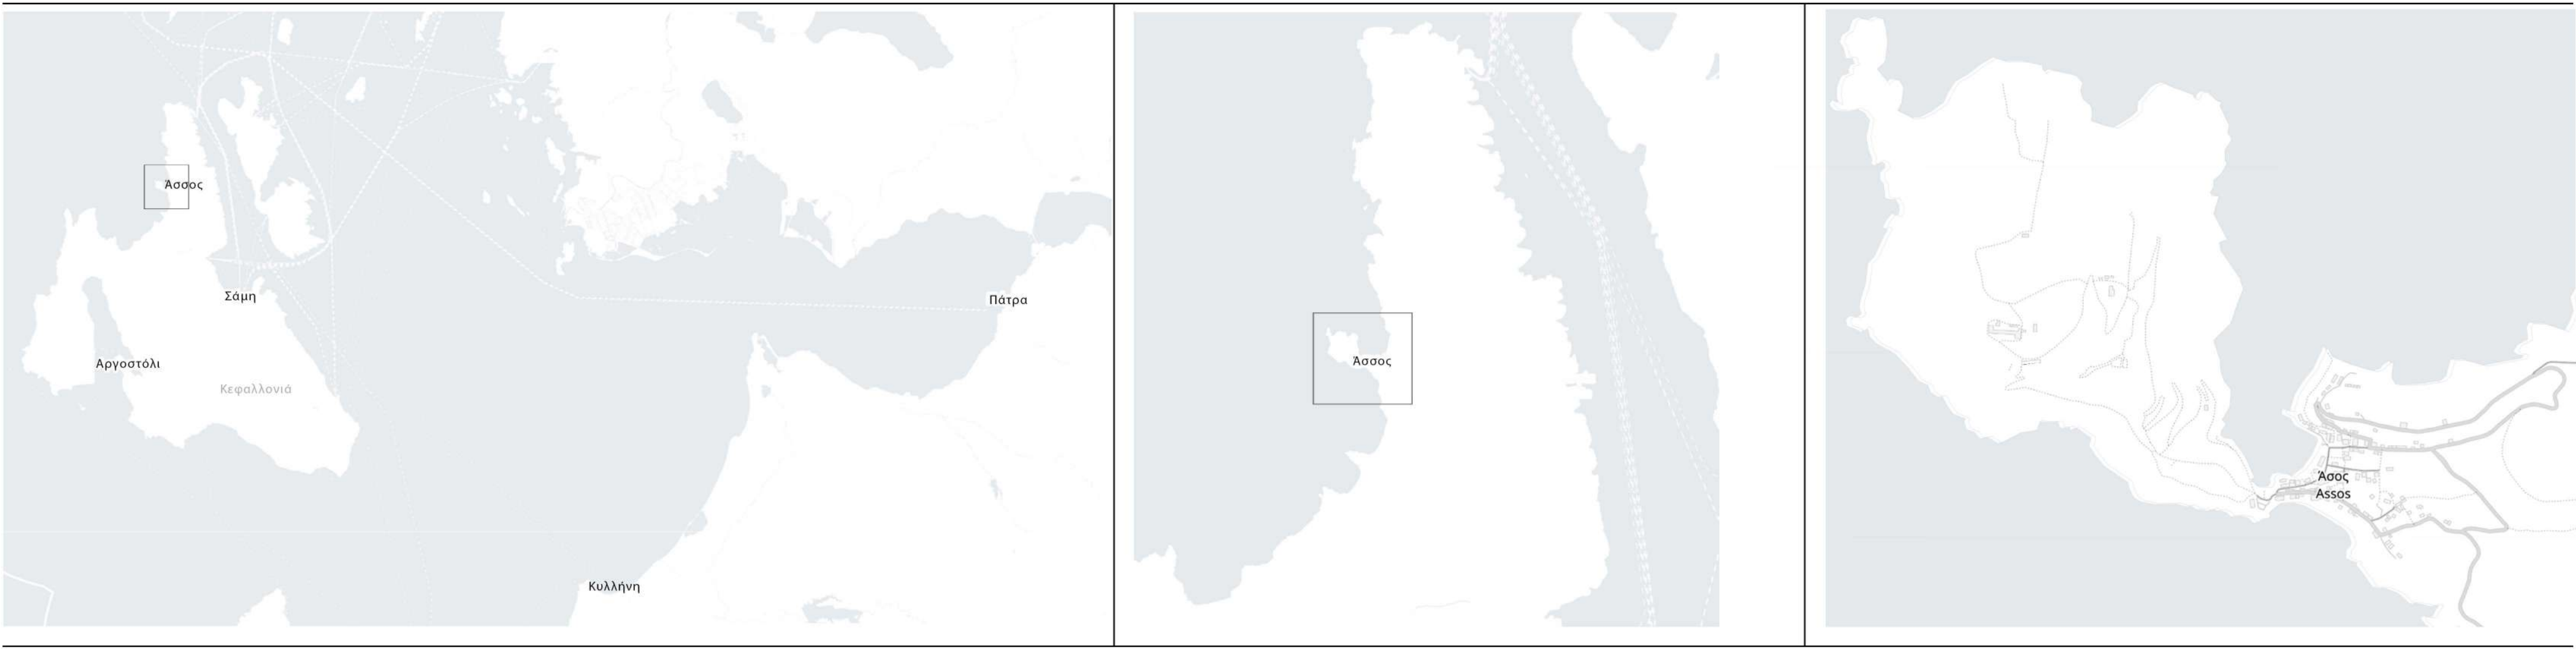 Άσσος
Σάμη
Πάτρα
Αργοστόλι
Κεφαλλονιά
Κυλλήνη
Άσσος
Άσος
Assos